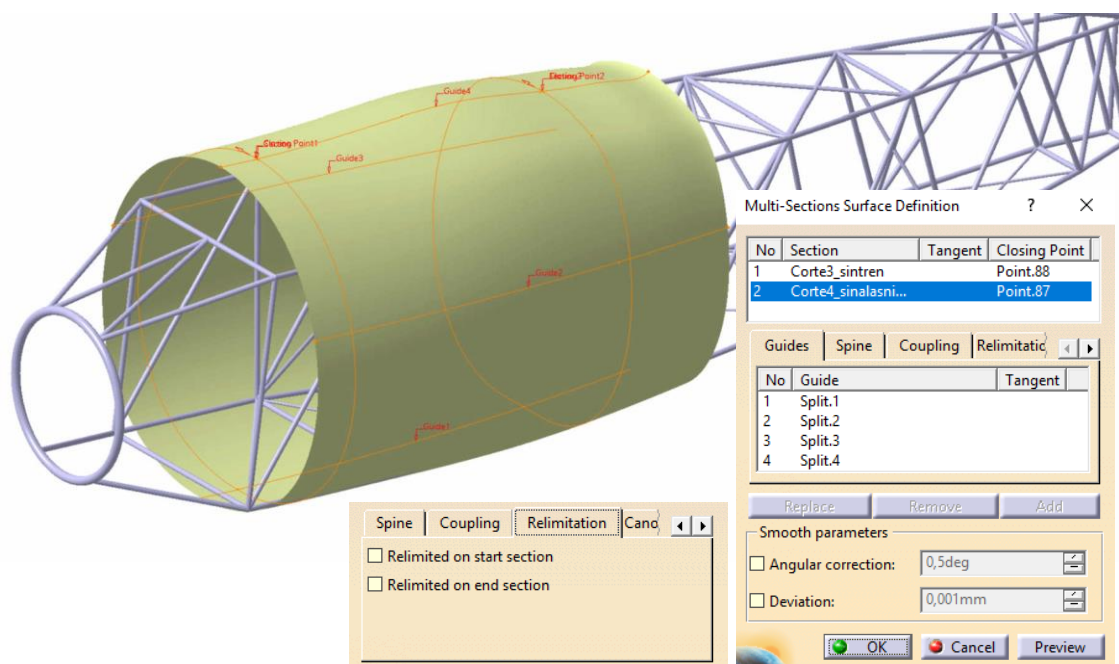 Closing Point2
Guide4
Closing Point1
Guide3
Guide2
Guide1
Multi-Sections Surface Definition ? ×
No Section Tangent Closing Point
1 Corte3_sintren Point.88
2 Corte4_sinalasni... Point.87
Guides Spine Coupling Relimitatic
No Guide Tangent
1 Split.1
2 Split.2
3 Split.3
4 Split.4
Replace Remove Add
Smooth parameters
Angular correction: 0,5deg
Deviation: 0,001mm
OK Cancel Preview
Spine Coupling Relimitation Canc
Relimited on start section
Relimited on end section